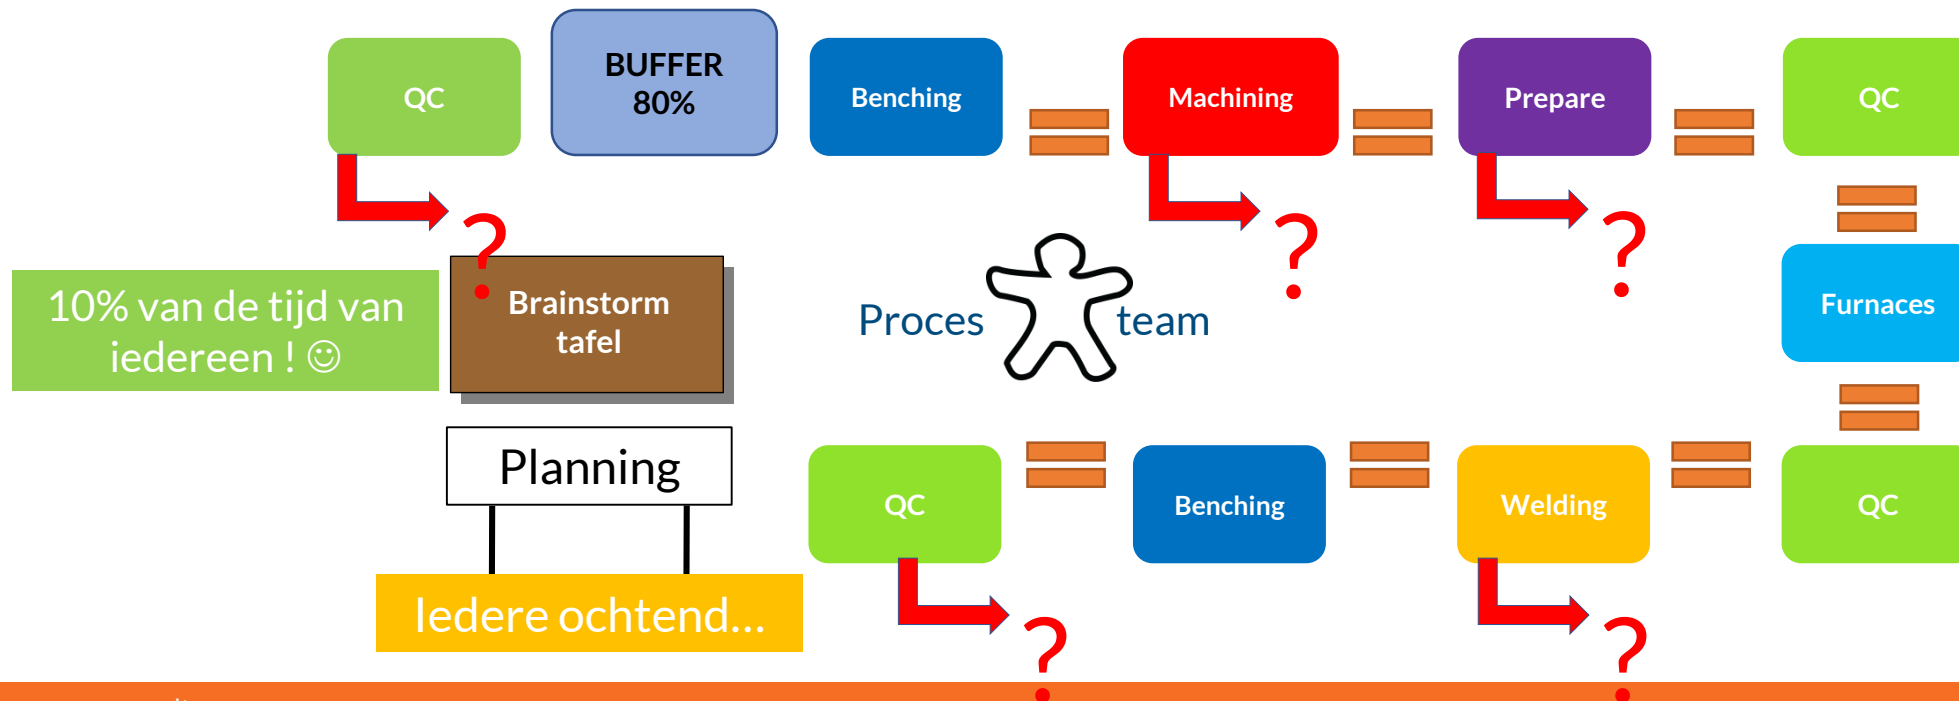 QC
BUFFER
80%
Benching
Machining
Prepare
QC
?
?
?
10% van de tijd van
iedereen ! ☺
Brainstorm
tafel
Proces
team
Furnaces
Planning
QC
Benching
Welding
QC
Iedere ochtend...
?
?